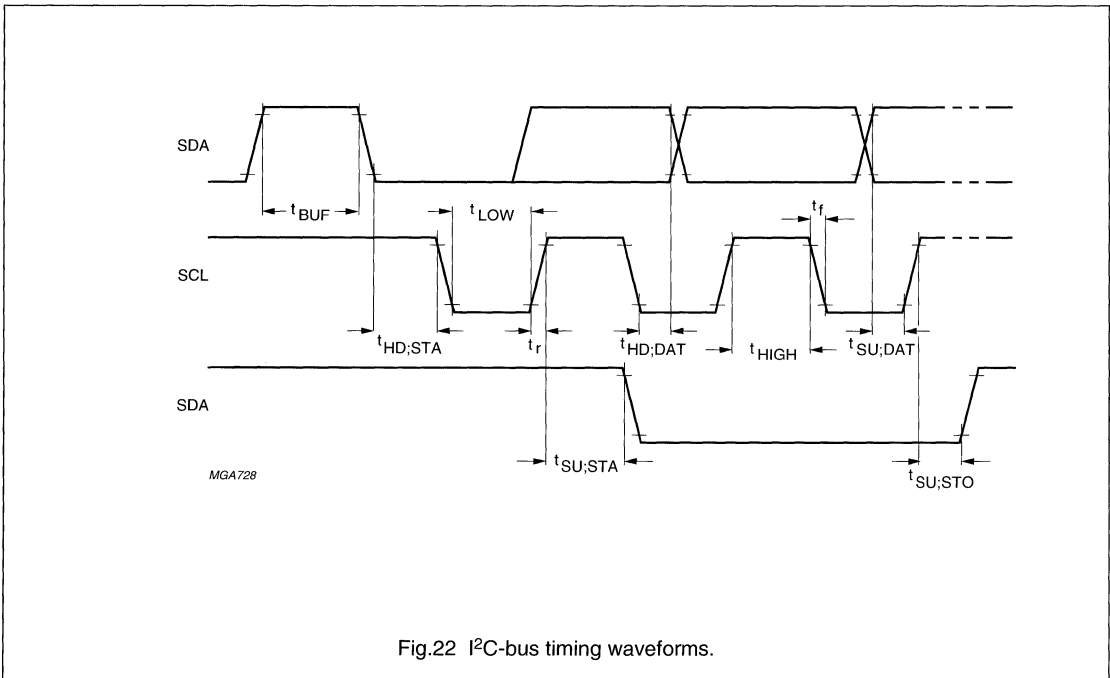 SDA
t BUF
t LOW
t f
SCL
t HD;STA
t r
t HD;DAT
t HIGH
t SU;DAT
SDA
t SU;STA
t SU;STO
MGA728
Fig.22 I²C-bus timing waveforms.